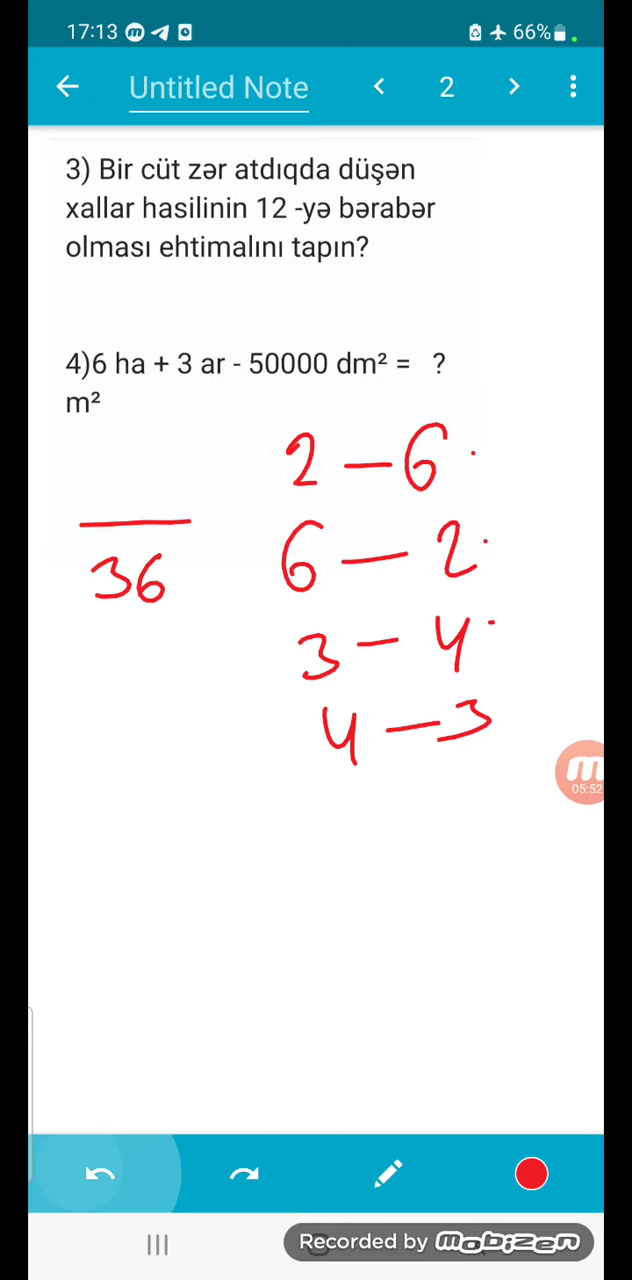 17:13 66%
Untitled Note < 2 >
3) Bir cüt zər atdıqda düşən
xallar hasilinin 12 -yə bərabər
olması ehtimalını tapın?
4)6 ha + 3 ar - 50000 dm² = ?
m²
2 – 6
36
6 – 2
3 – 4
4 – 3
m
05:52
Recorded by mobizen